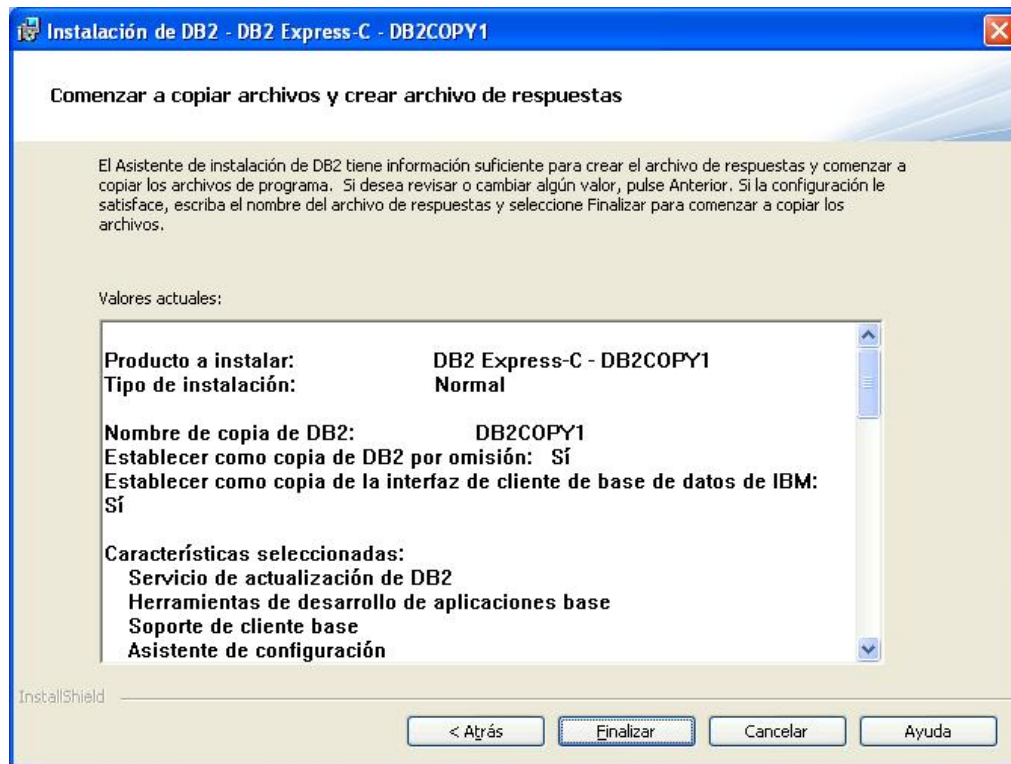 Instalación de DB2 - DB2 Express-C - DB2COPY1
Comenzar a copiar archivos y crear archivo de respuestas
El Asistente de instalación de DB2 tiene información suficiente para crear el archivo de respuestas y comenzar a
copiar los archivos de programa. Si desea revisar o cambiar algún valor, pulse Anterior. Si la configuración le
satisface, escriba el nombre del archivo de respuestas y seleccione Finalizar para comenzar a copiar los
archivos.
Valores actuales:
Producto a instalar: DB2 Express-C - DB2COPY1
Tipo de instalación: Normal
Nombre de copia de DB2: DB2COPY1
Establecer como copia de DB2 por omisión: Sí
Establecer como copia de la interfaz de cliente de base de datos de IBM:
Sí
Características seleccionadas:
Servicio de actualización de DB2
Herramientas de desarrollo de aplicaciones base
Soporte de cliente base
Asistente de configuración
InstallShield
< Atrás Finalizar Cancelar Ayuda